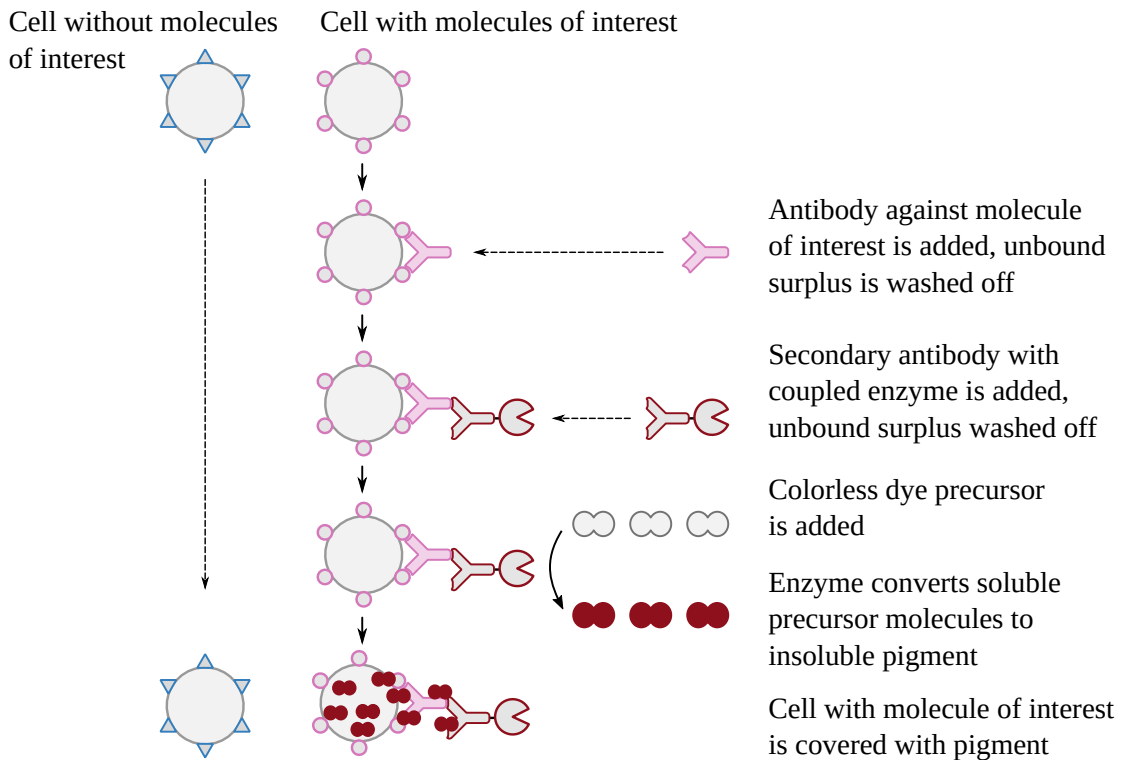 Cell without molecules
of interest
Cell with molecules of interest
Antibody against molecule
of interest is added, unbound
surplus is washed off
Secondary antibody with
coupled enzyme is added,
unbound surplus washed off
Colorless dye precursor
is added
Enzyme converts soluble
precursor molecules to
insoluble pigment
Cell with molecule of interest
is covered with pigment